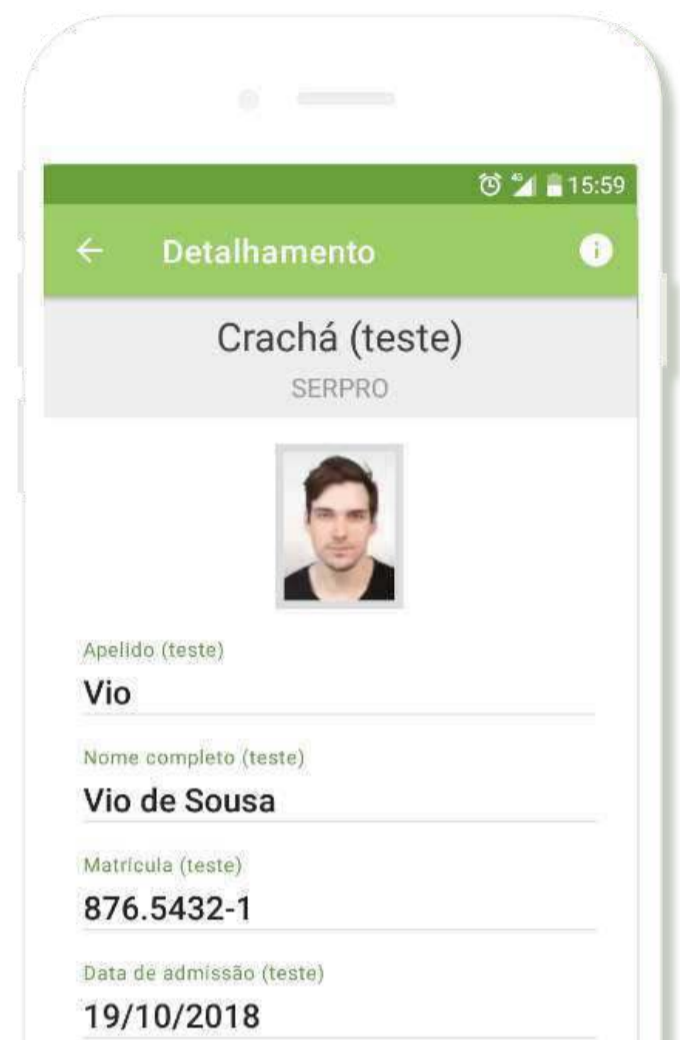 4G 15:59
Detalhamento
Crachá (teste)
SERPRO
Apelido (teste)
Vio
Nome completo (teste)
Vio de Sousa
Matrícula (teste)
876.5432-1
Data de admissão (teste)
19/10/2018